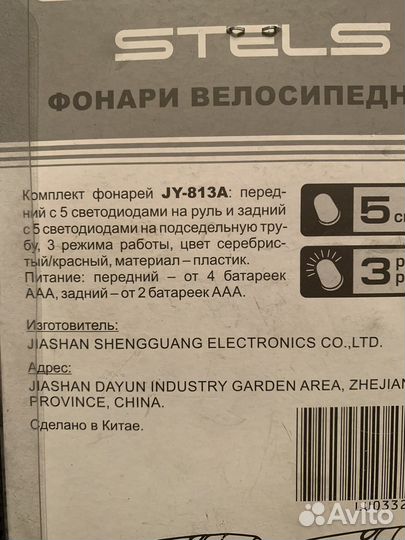 STELS
ФОНАРИ ВЕЛОСИПЕДН
Комплект фонарей JY-813A: перед-
ний с 5 светодиодами на руль и задний
с 5 светодиодами на подседельную тру-
бу, 3 режима работы, цвет серебрис-
тый/красный, материал – пластик.
Питание: передний – от 4 батареек
ААА, задний – от 2 батареек ААА.
5
3
Изготовитель:
JIASHAN SHENGGUANG ELECTRONICS CO.,LTD.
Адрес:
JIASHAN DAYUN INDUSTRY GARDEN AREA, ZHEJIAN
PROVINCE, CHINA.
Сделано в Китае.
LU0332
Avito